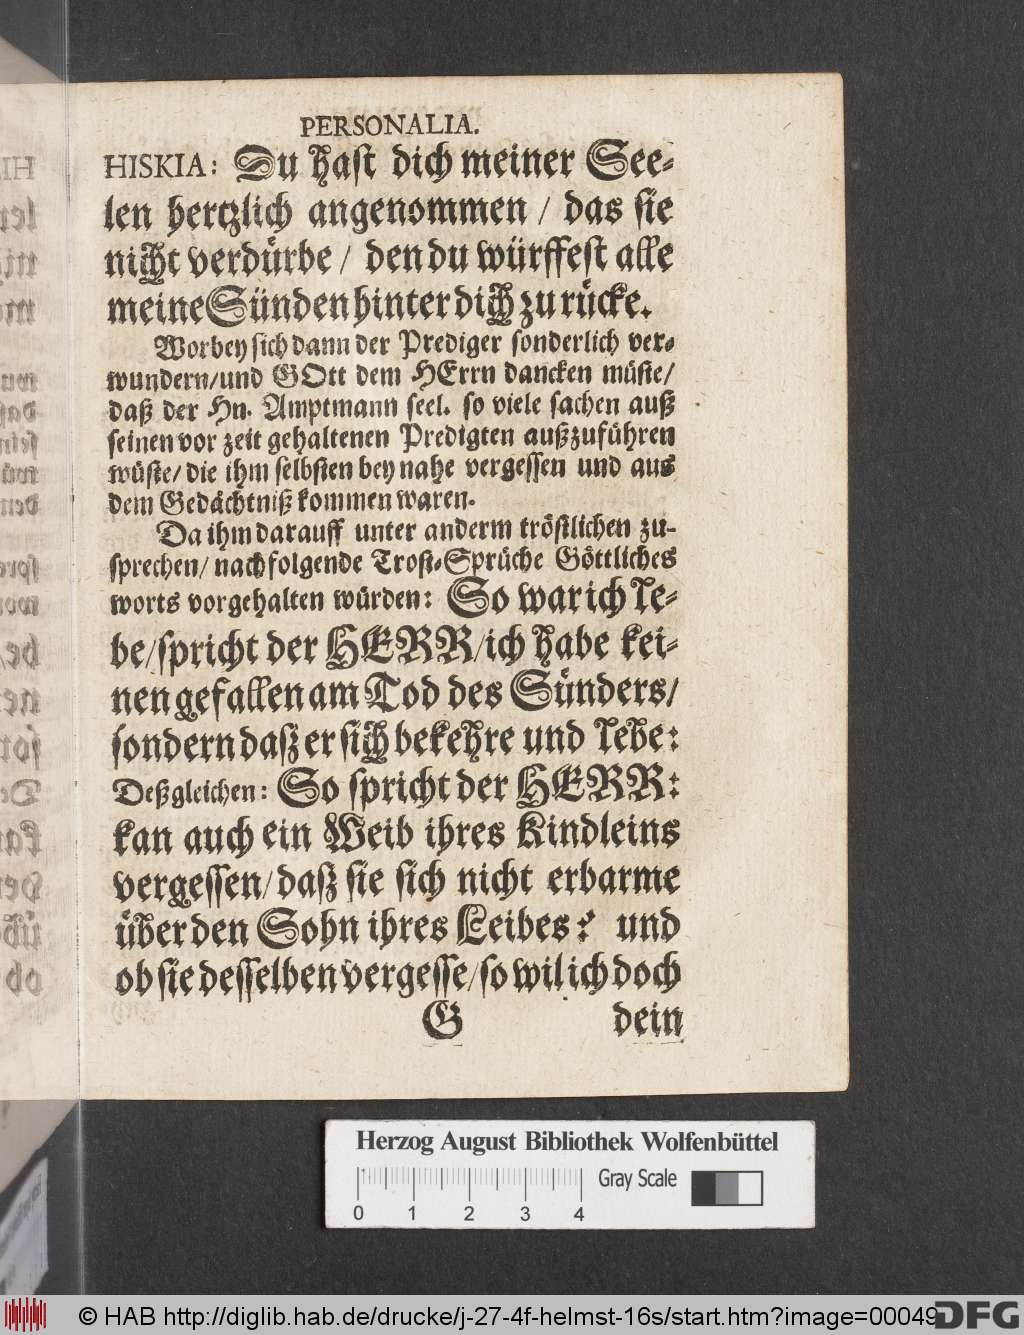 PERSONALIA.
HISKIA: Du hast dich meiner See-
len hertzlich angenommen / das sie
nicht verdürbe / den du würffest alle
meine Sünden hinter dich zu rücke.
Worbey sich dann der Prediger sonderlich ver-
wundern/und GOtt dem HErrn dancken müste/
daß der Hn. Amptmann seel. so viele sachen auß
seinen vor zeit gehaltenen Predigten außzuführen
wüste/ die ihm selbsten bey nahe vergessen und aus
dem Gedächtniß kommen waren.
Da ihm darauff unter anderm tröstlichen zu-
sprechen/ nachfolgende Trost-Sprüche Göttliches
worts vorgehalten würden: So war ich le-
be/spricht der HERR/ich habe kei-
nen gefallen am Tod des Sünders/
sondern daß er sich bekehre und lebe:
Deßgleichen: So spricht der HERR:
kan auch ein Weib ihres Kindleins
vergessen/daß sie sich nicht erbarme
über den Sohn ihres Leibes? und
ob sie desselben vergesse/so wil ich doch
G dein
Herzog August Bibliothek Wolfenbüttel
Gray Scale
0 1 2 3 4
© HAB http://diglib.hab.de/drucke/j-27-4f-helmst-16s/start.htm?image=00049
DFG